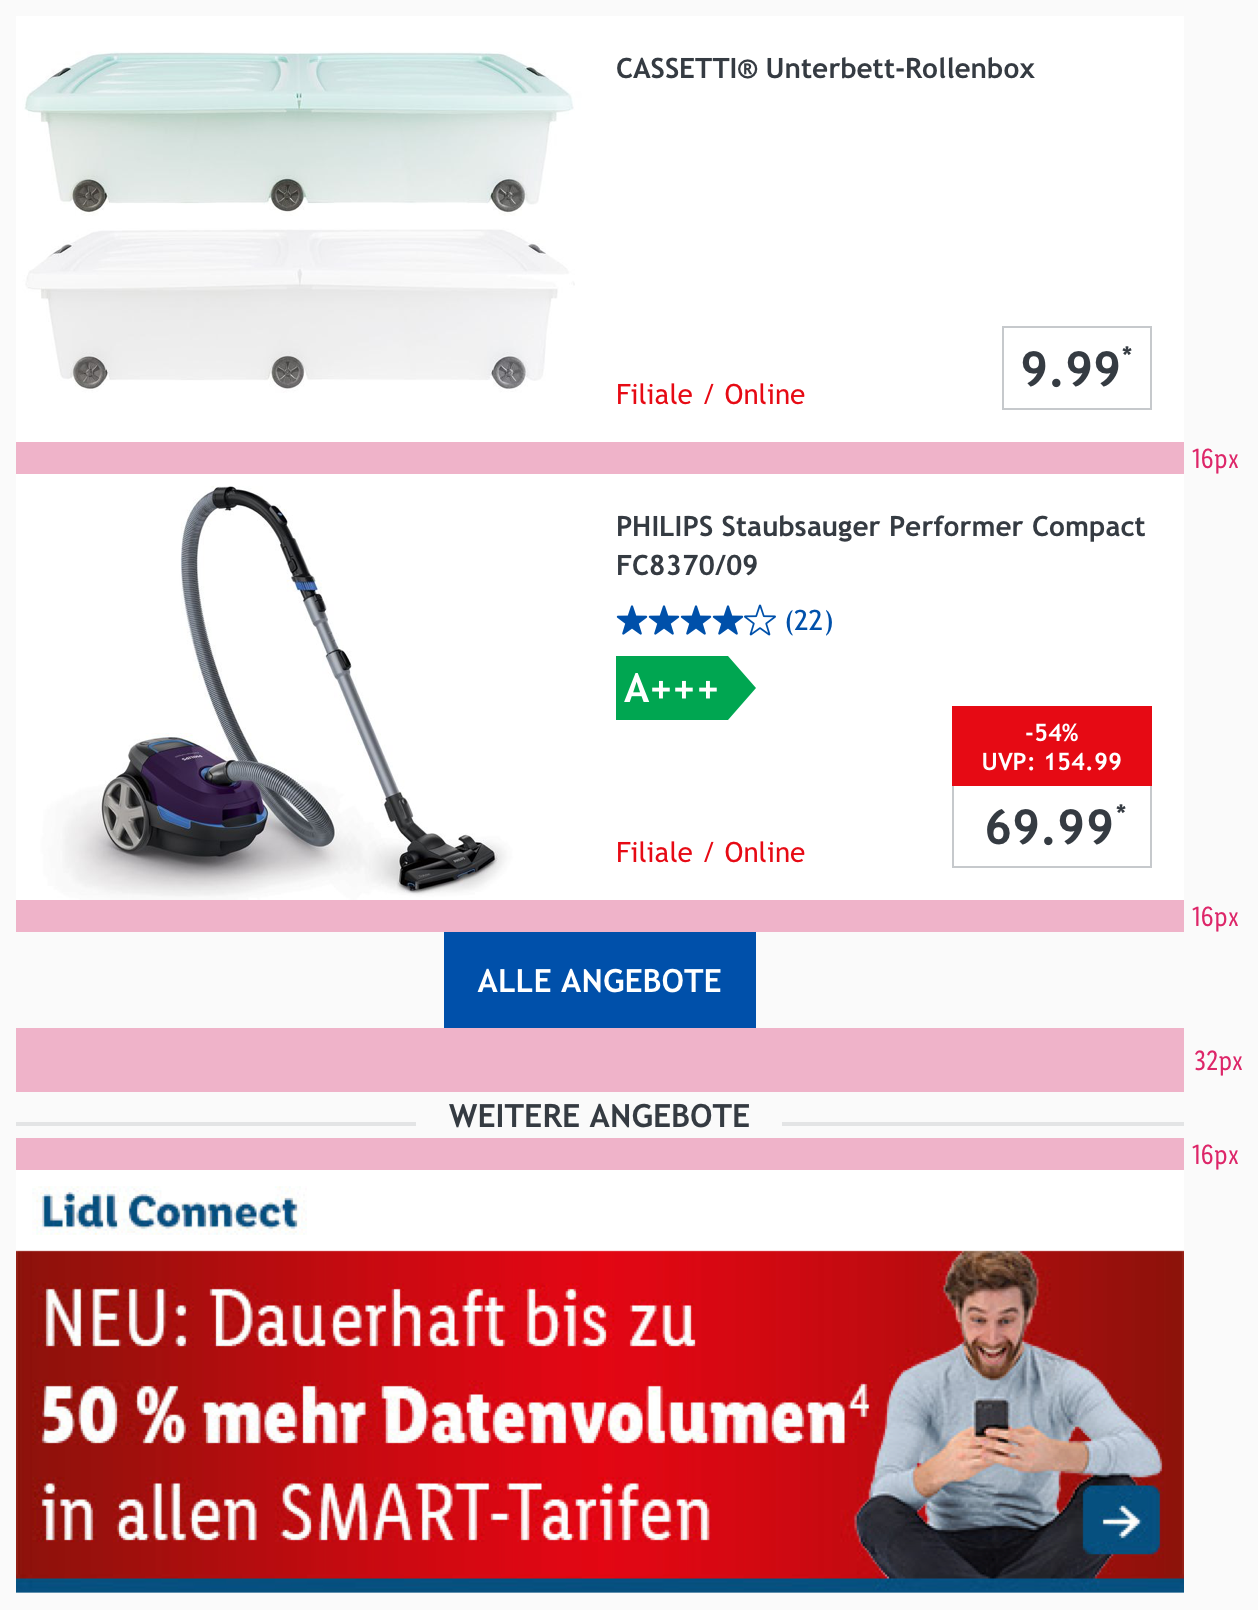 CASSETTI® Unterbett-Rollenbox
9.99*
Filiale / Online
16px
PHILIPS Staubsauger Performer Compact
FC8370/09
(22)
A+++
-54%
UVP: 154.99
69.99*
Filiale / Online
16px
ALLE ANGEBOTE
32px
WEITERE ANGEBOTE
16px
Lidl Connect
NEU: Dauerhaft bis zu
50 % mehr Datenvolumen⁴
in allen SMART-Tarifen